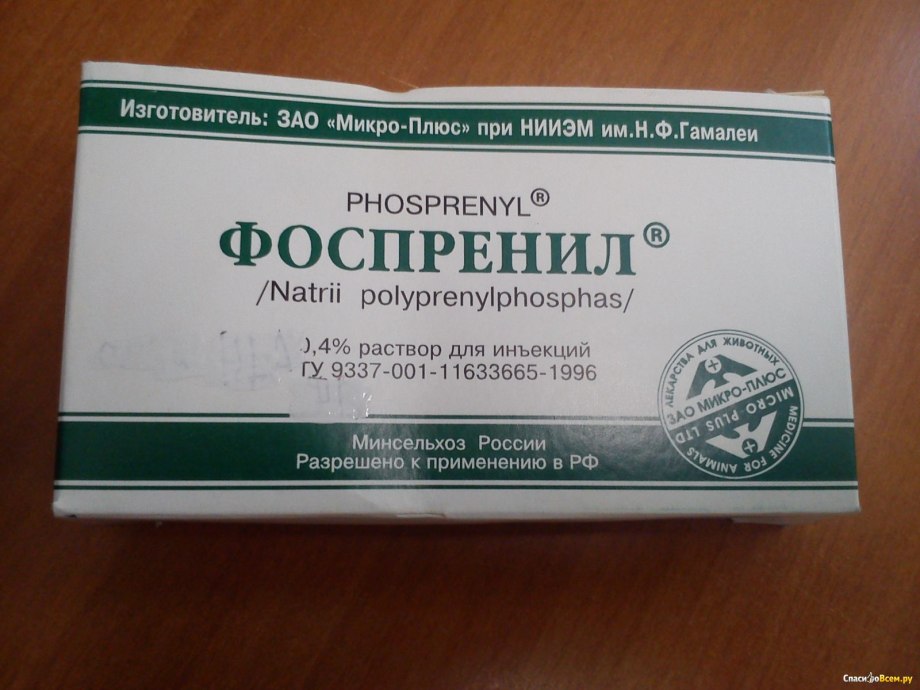 Изготовитель: ЗАО «Микро-Плюс» при НИИЭМ им.Н.Ф.Гамалеи
PHOSPRENYL®
ФОСПРЕНИЛ®
/Natrii polyprenylphosphas/
0,4% раствор для инъекций
ТУ 9337-001-11633665-1996
ЛЕКАРСТВА ДЛЯ ЖИВОТНЫХ
ЗАО МИКРО-ПЛЮС
MICRO PLUS LTD
MEDICINE FOR ANIMALS
Минсельхоз России
Разрешено к применению в РФ
СпасибоВсем.ру